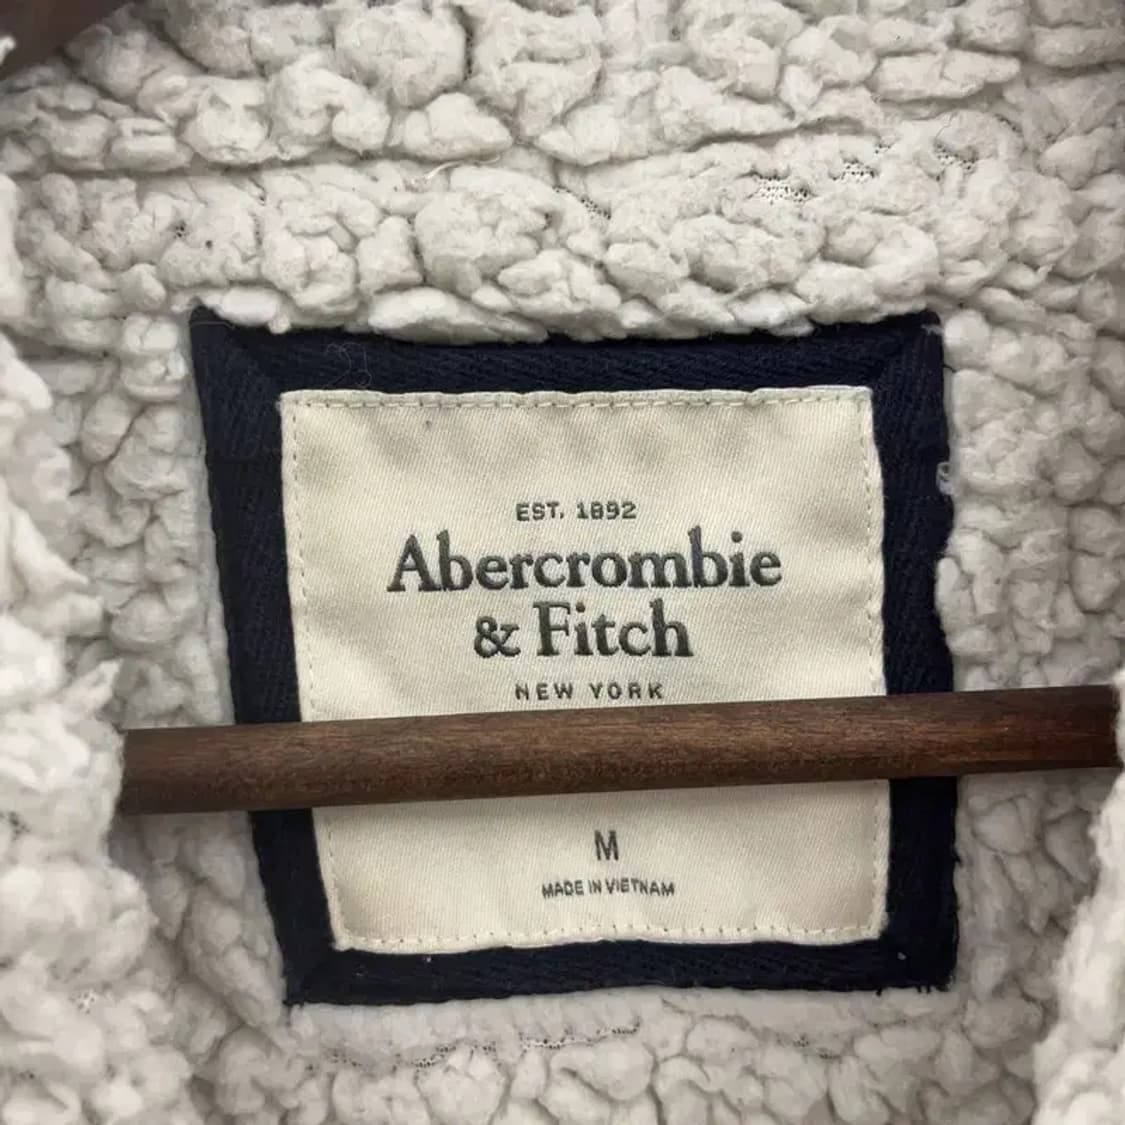 EST. 1892
Abercrombie
& Fitch
NEW YORK
M
MADE IN VIETNAM